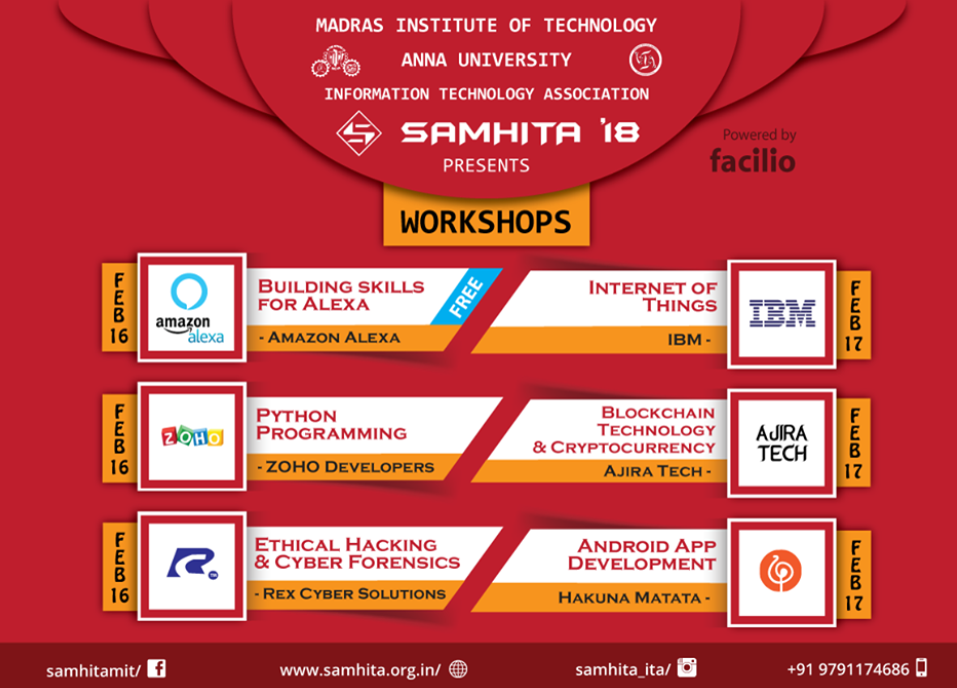 MADRAS INSTITUTE OF TECHNOLOGY
ANNA UNIVERSITY
INFORMATION TECHNOLOGY ASSOCIATION
SAMHITA '18
PRESENTS
Powered by
facilio
WORKSHOPS
FEB 16
amazon
alexa
BUILDING SKILLS
FOR ALEXA
FREE
- AMAZON ALEXA
INTERNET OF
THINGS
IBM -
IBM
FEB 17
FEB 16
ZOHO
PYTHON
PROGRAMMING
- ZOHO DEVELOPERS
BLOCKCHAIN
TECHNOLOGY
& CRYPTOCURRENCY
AJIRA TECH -
AJIRA
TECH
FEB 17
FEB 16
ETHICAL HACKING
& CYBER FORENSICS
- REX CYBER SOLUTIONS
ANDROID APP
DEVELOPMENT
HAKUNA MATATA -
FEB 17
samhitamit/
www.samhita.org.in/
samhita_ita/
+91 9791174686